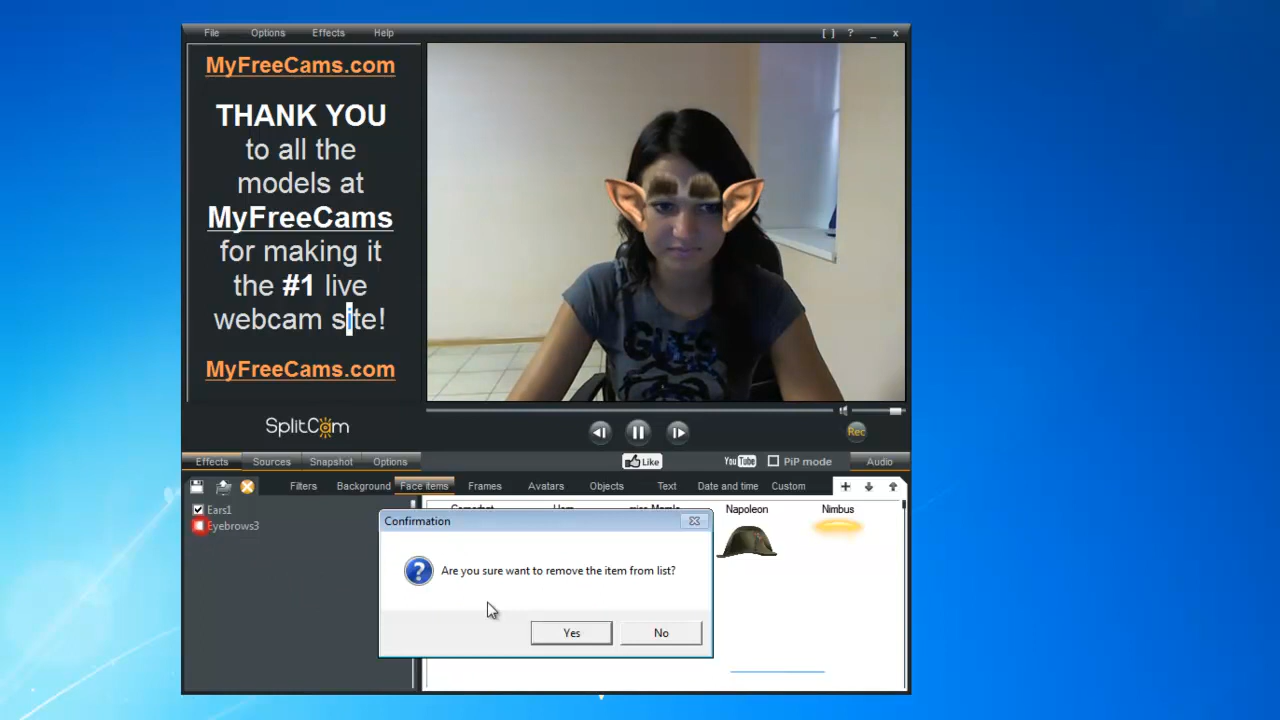 File Options Effects Help
[ ] ? _ x
MyFreeCams.com
THANK YOU
to all the
models at
MyFreeCams
for making it
the #1 live
webcam site!
MyFreeCams.com
GUESS
SplitCam
Rec
Effects Sources Snapshot Options
Like
YouTube
PiP mode
Audio
Filters Background Face items Frames Avatars Objects Text Date and time Custom
Ears1
Eyebrows3
Napoleon
Nimbus
Confirmation
Are you sure want to remove the item from list?
Yes
No